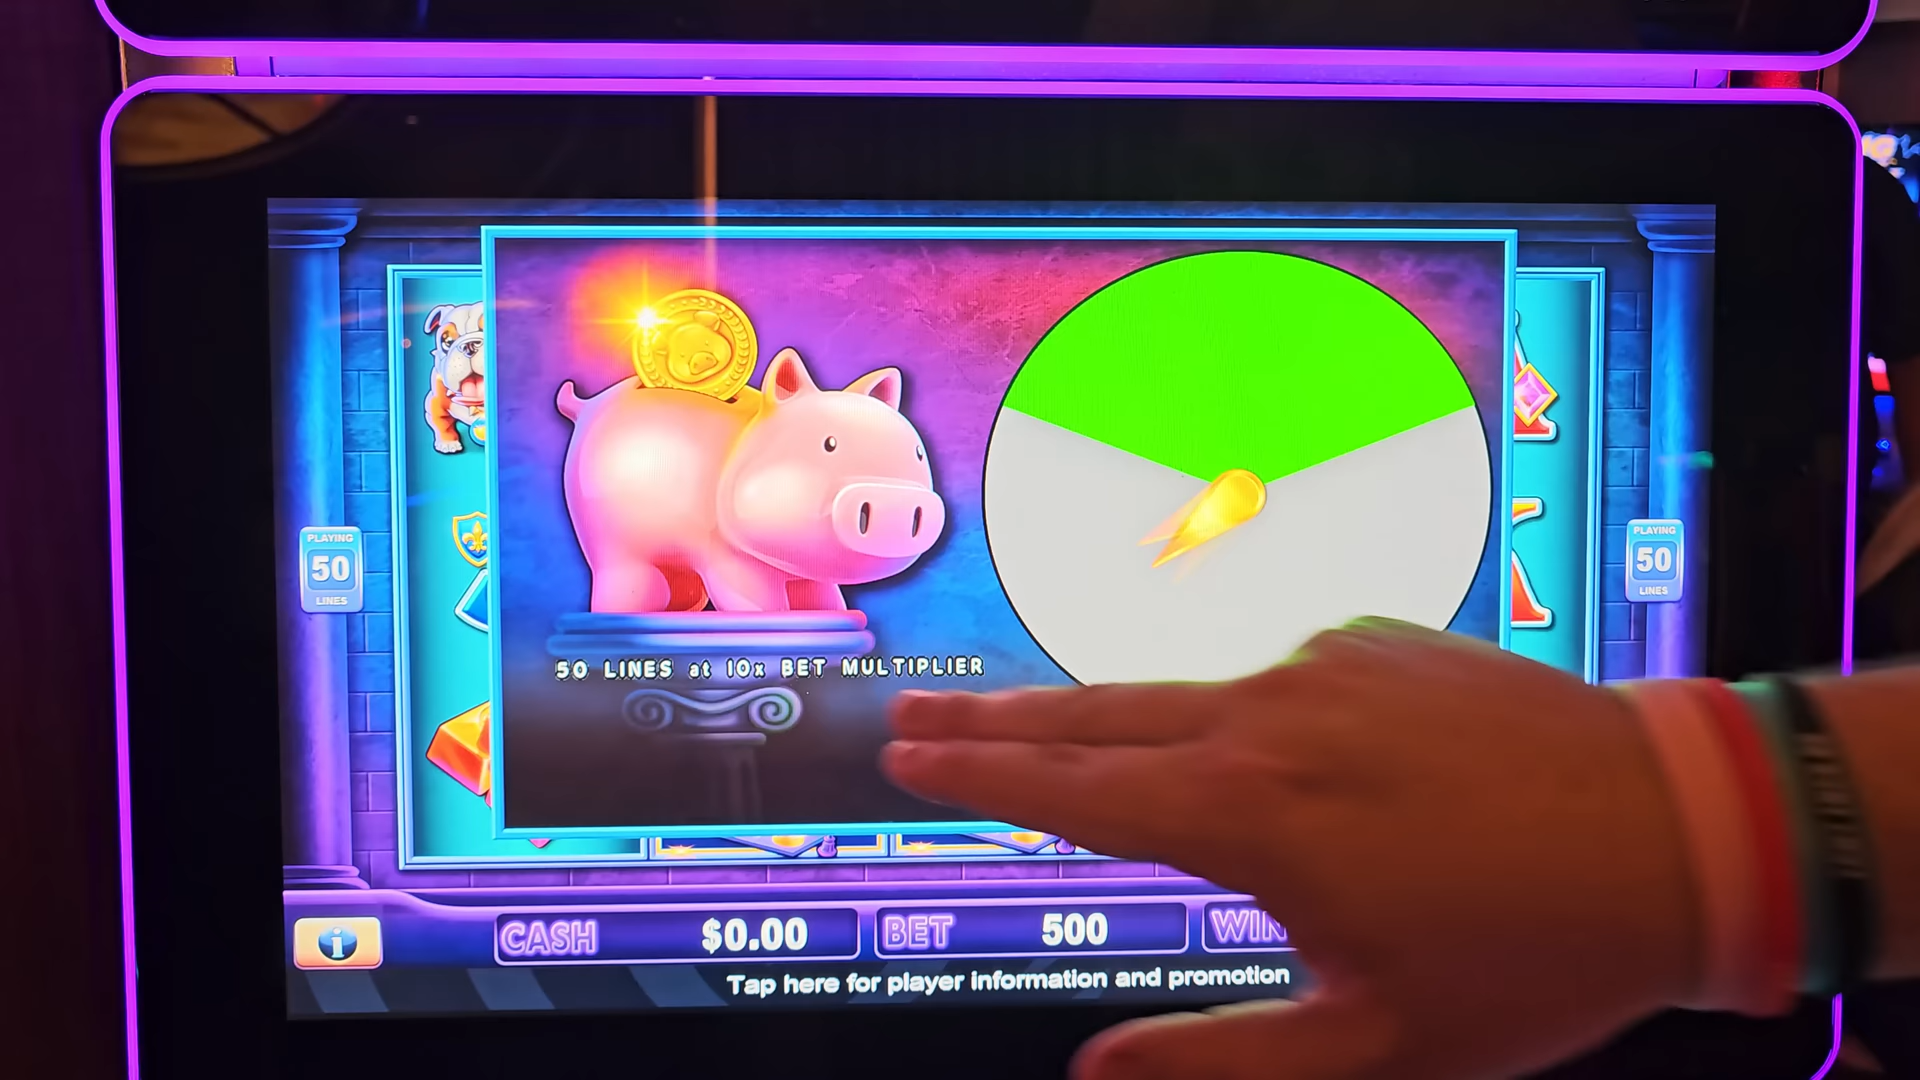 PLAYING
50
LINES
PLAYING
50
LINES
50 LINES at 10x BET MULTIPLIER
CASH $0.00 BET 500 WIN
Tap here for player information and promotion